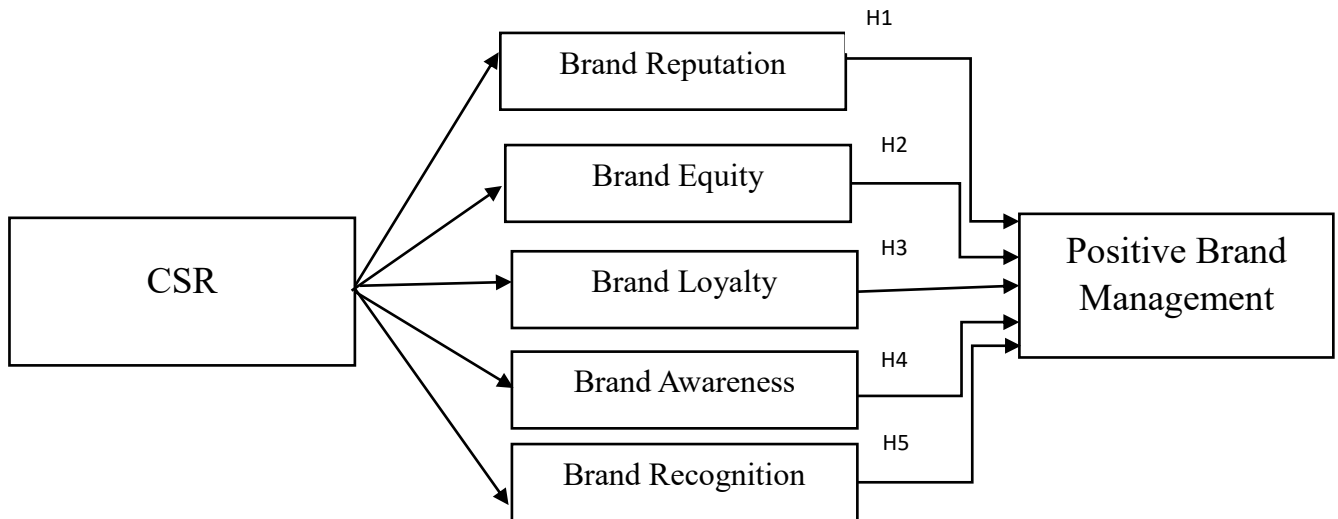 H1
Brand Reputation
H2
Brand Equity
CSR
H3
Brand Loyalty
Positive Brand
Management
H4
Brand Awareness
H5
Brand Recognition